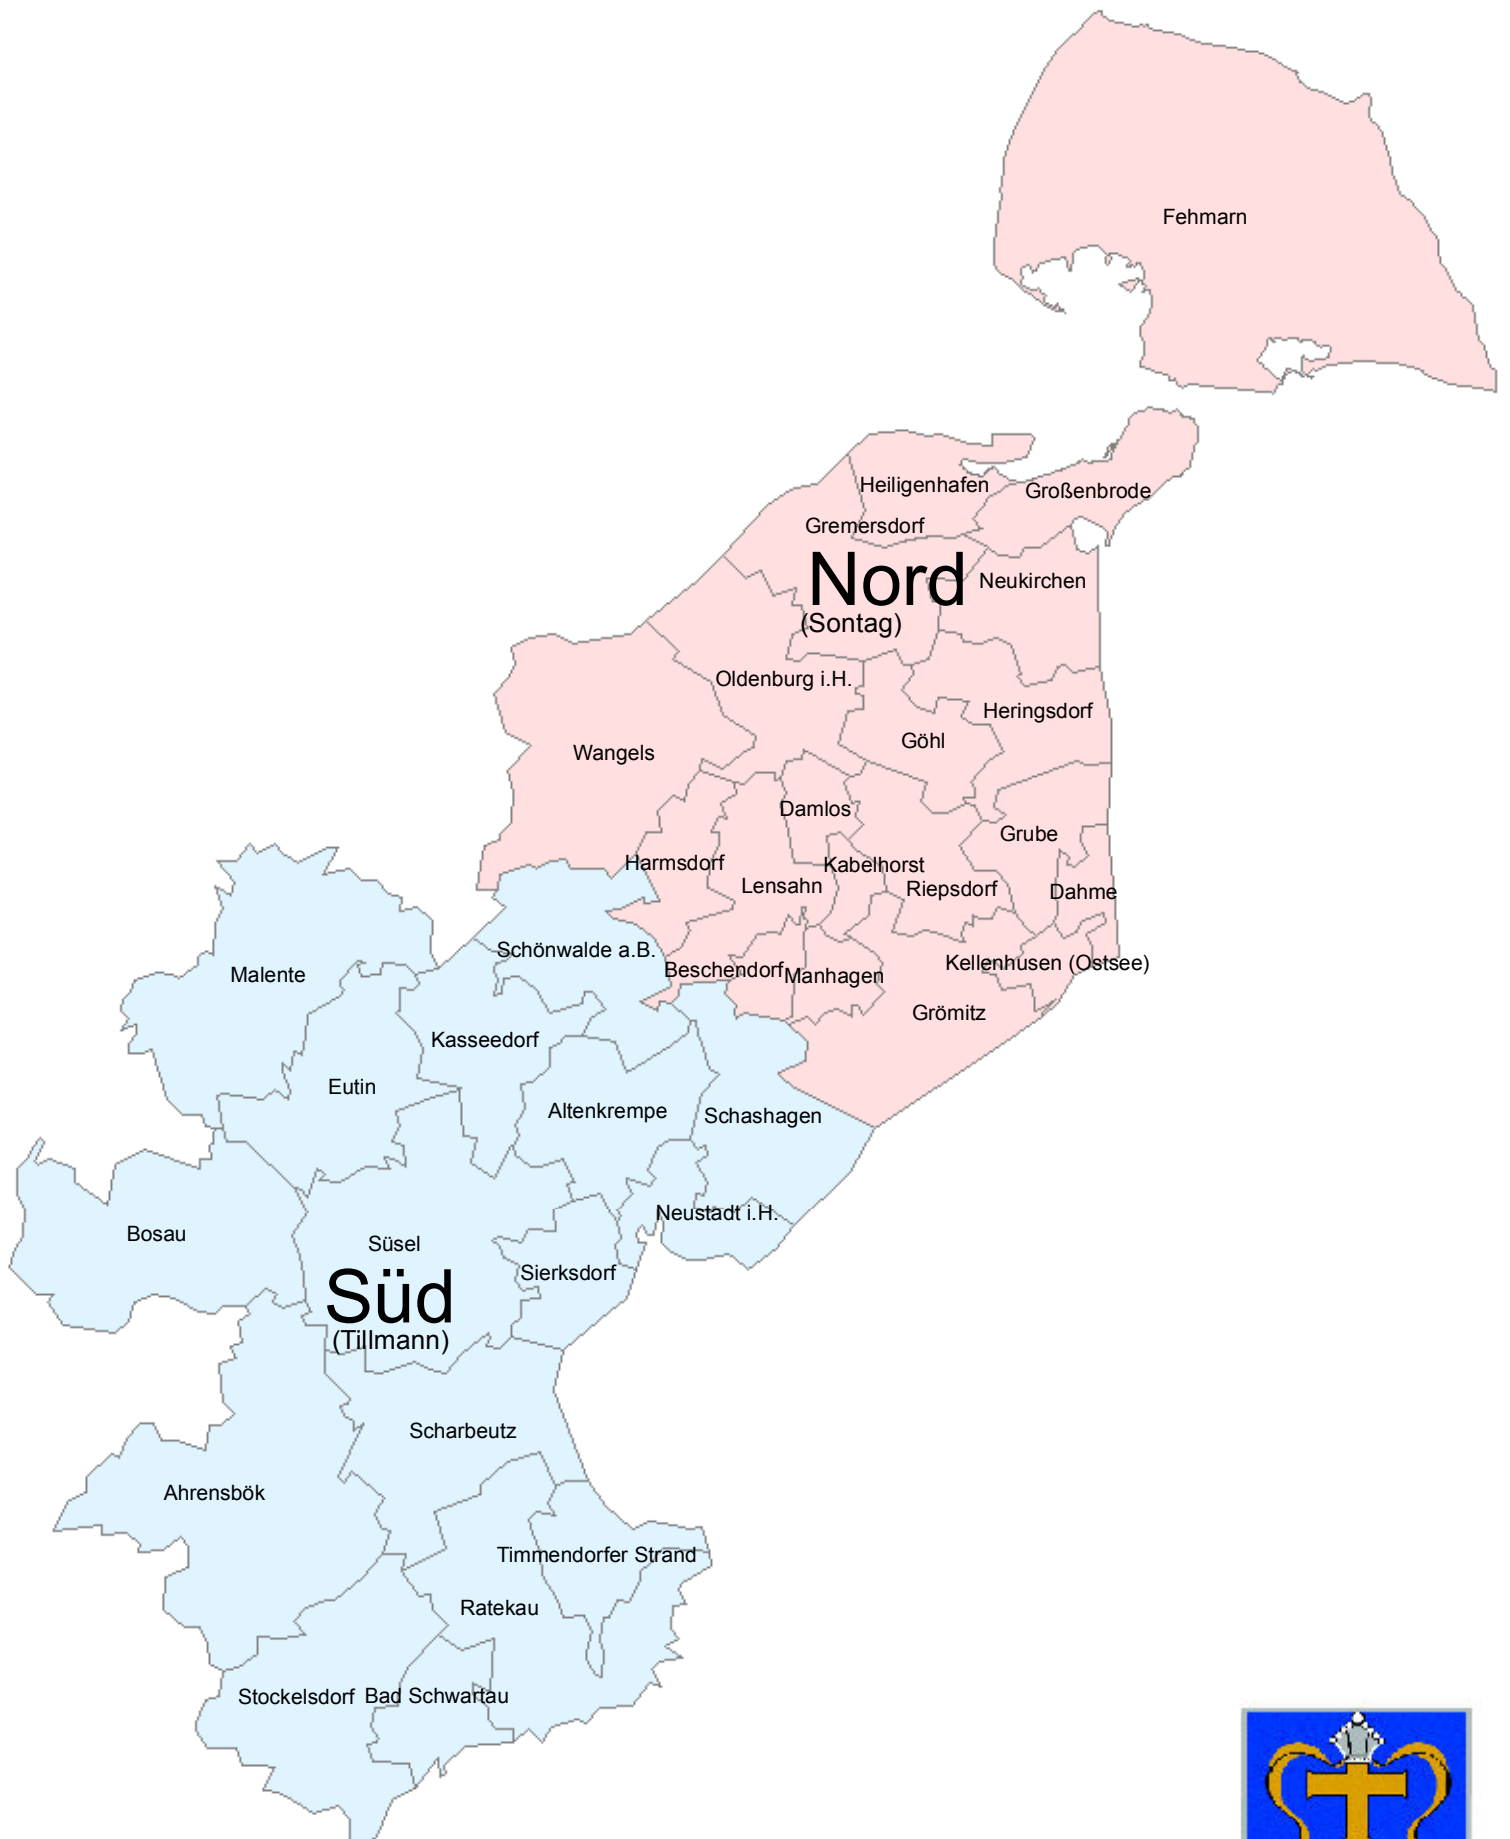 Fehmarn
Heiligenhafen
Großenbrode
Gremersdorf
Nord
Neukirchen
(Sontag)
Oldenburg i.H.
Heringsdorf
Göhl
Wangels
Damlos
Grube
Harmsdorf
Kabelhorst
Lensahn
Riepsdorf
Dahme
Schönwalde a.B.
Kellenhusen (Ostsee)
Beschendorf
Manhagen
Malente
Grömitz
Kasseedorf
Eutin
Altenkrempe
Schashagen
Neustadt i.H.
Bosau
Süsel
Sierksdorf
Süd
(Tillmann)
Scharbeutz
Ahrensbök
Timmendorfer Strand
Ratekau
Stockelsdorf
Bad Schwartau